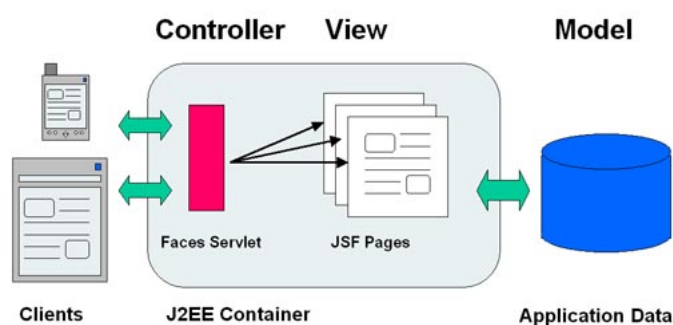 Controller View Model
Faces Servlet JSF Pages
Clients J2EE Container Application Data